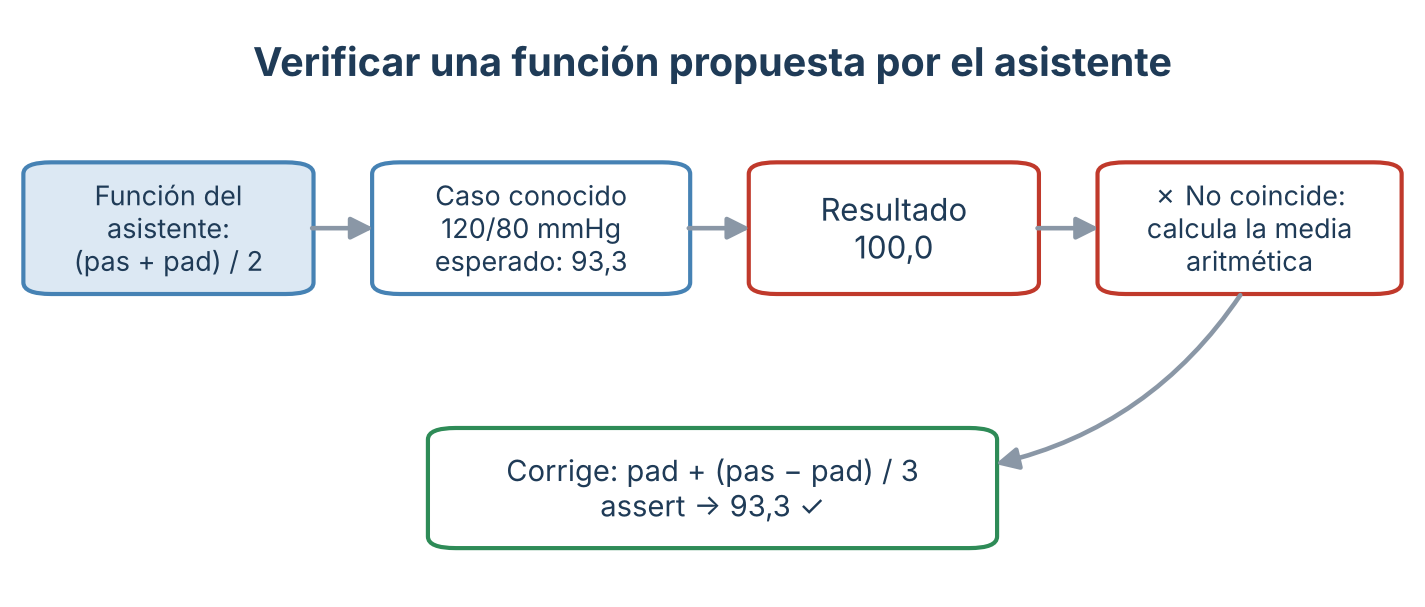 Verificar una función propuesta por el asistente
Función del
asistente:
(pas + pad) / 2
Caso conocido
120/80 mmHg
esperado: 93,3
Resultado
100,0
× No coincide:
calcula la media
aritmética
Corrige: pad + (pas − pad) / 3
assert → 93,3 ✓